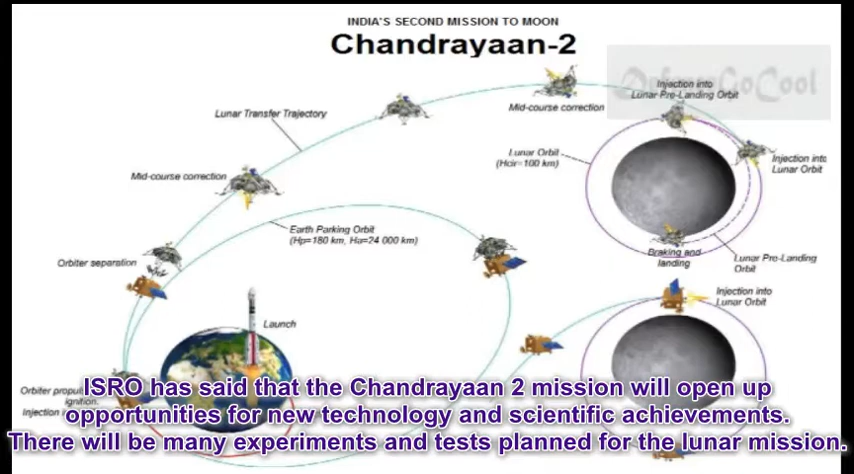 INDIA'S SECOND MISSION TO MOON
Chandrayaan-2
GoCool
Injection into
Lunar Pre-Landing Orbit
Mid-course correction
Lunar Transfer Trajectory
Lunar Orbit
(Hcir=100 km)
Injection into
Lunar Orbit
Mid-course correction
Earth Parking Orbit
(Hp=180 km, Ha=24 000 km)
Orbiter separation
Braking and
landing
Lunar Pre-Landing
Orbit
Injection into
Lunar Orbit
Launch
Orbiter
ignition.
Injection
ISRO has said that the Chandrayaan 2 mission will open up
opportunities for new technology and scientific achievements.
There will be many experiments and tests planned for the lunar mission.